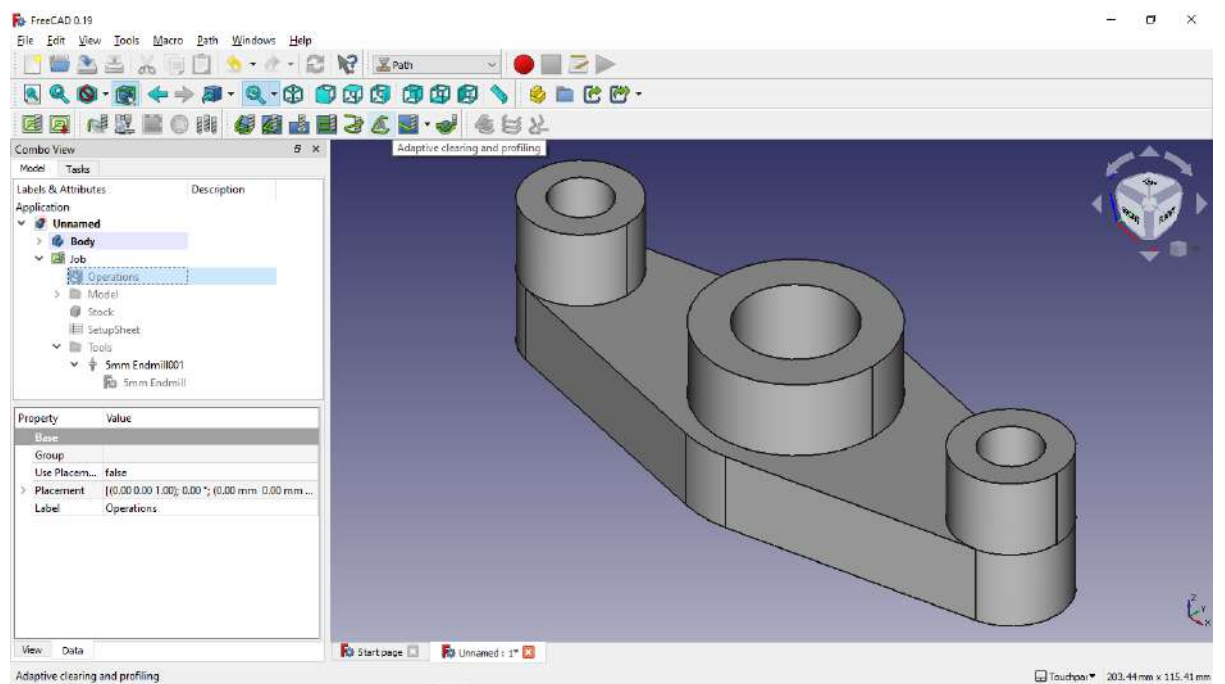 FreeCAD 0.19
File Edit View Tools Macro Path Windows Help
Path
Combo View
Adaptive clearing and profiling
Model Tasks
Labels & Attributes Description
Application
Unnamed
Body
Job
Operations
Model
Stock
SetupSheet
Tools
5mm Endmill001
5mm Endmill
Property Value
Base
Group
Use Placem... false
Placement [(0.00 0.00 1.00); 0.00 °; (0.00 mm 0.00 mm ...
Label Operations
View Data
Start page
Unnamed : 1*
Adaptive clearing and profiling
Touchpar 203.44 mm x 115.41 mm
Z
Y
X